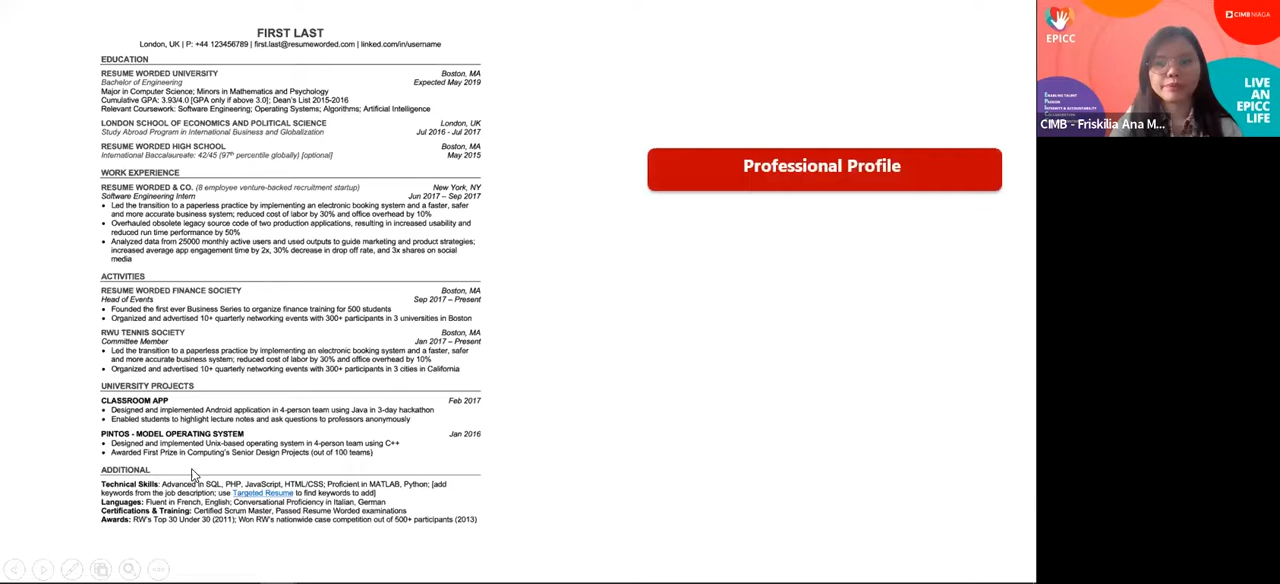 FIRST LAST
London, UK | P: +44 123456789 | first.last@resumeworded.com | linked.com/in/username
EDUCATION
RESUME WORDED UNIVERSITY Boston, MA
Bachelor of Engineering Expected May 2019
Major in Computer Science; Minors in Mathematics and Psychology
Cumulative GPA: 3.93/4.0 [GPA only if above 3.0]; Dean's List 2015-2016
Relevant Coursework: Software Engineering; Operating Systems; Algorithms; Artificial Intelligence
LONDON SCHOOL OF ECONOMICS AND POLITICAL SCIENCE London, UK
Study Abroad Program in International Business and Globalization Jul 2016 - Jul 2017
RESUME WORDED HIGH SCHOOL Boston, MA
International Baccalaureate: 42/45 (97th percentile globally) [optional] May 2015
WORK EXPERIENCE
RESUME WORDED & CO. (8 employee venture-backed recruitment startup) New York, NY
Software Engineering Intern Jun 2017 – Sep 2017
• Led the transition to a paperless practice by implementing an electronic booking system and a faster, safer
and more accurate business system; reduced cost of labor by 30% and office overhead by 10%
• Overhauled obsolete legacy source code of two production applications, resulting in increased usability and
reduced run time performance by 50%
• Analyzed data from 25000 monthly active users and used outputs to guide marketing and product strategies;
increased average app engagement time by 2x, 30% decrease in drop off rate, and 3x shares on social
media
ACTIVITIES
RESUME WORDED FINANCE SOCIETY Boston, MA
Head of Events Sep 2017 – Present
• Founded the first ever Business Series to organize finance training for 500 students
• Organized and advertised 10+ quarterly networking events with 300+ participants in 3 universities in Boston
RWU TENNIS SOCIETY Boston, MA
Committee Member Jan 2017 – Present
• Led the transition to a paperless practice by implementing an electronic booking system and a faster, safer
and more accurate business system; reduced cost of labor by 30% and office overhead by 10%
• Organized and advertised 10+ quarterly networking events with 300+ participants in 3 cities in California
UNIVERSITY PROJECTS
CLASSROOM APP Feb 2017
• Designed and implemented Android application in 4-person team using Java in 3-day hackathon
• Enabled students to highlight lecture notes and ask questions to professors anonymously
PINTOS - MODEL OPERATING SYSTEM Jan 2016
• Designed and implemented Unix-based operating system in 4-person team using C++
• Awarded First Prize in Computing's Senior Design Projects (out of 100 teams)
ADDITIONAL
Technical Skills: Advanced in SQL, PHP, JavaScript, HTML/CSS; Proficient in MATLAB, Python; [add
keywords from the job description; use Targeted Resume to find keywords to add]
Languages: Fluent in French, English; Conversational Proficiency in Italian, German
Certifications & Training: Certified Scrum Master, Passed Resume Worded examinations
Awards: RW's Top 30 Under 30 (2011); Won RW's nationwide case competition out of 500+ participants (2013)
Professional Profile
EPICC
CIMB NIAGA
LIVE
AN
EPICC
LIFE
ENABLING TALENT
PASSION
INTEGRITY & ACCOUNTABILITY
CIMB - Friskilia Ana M...